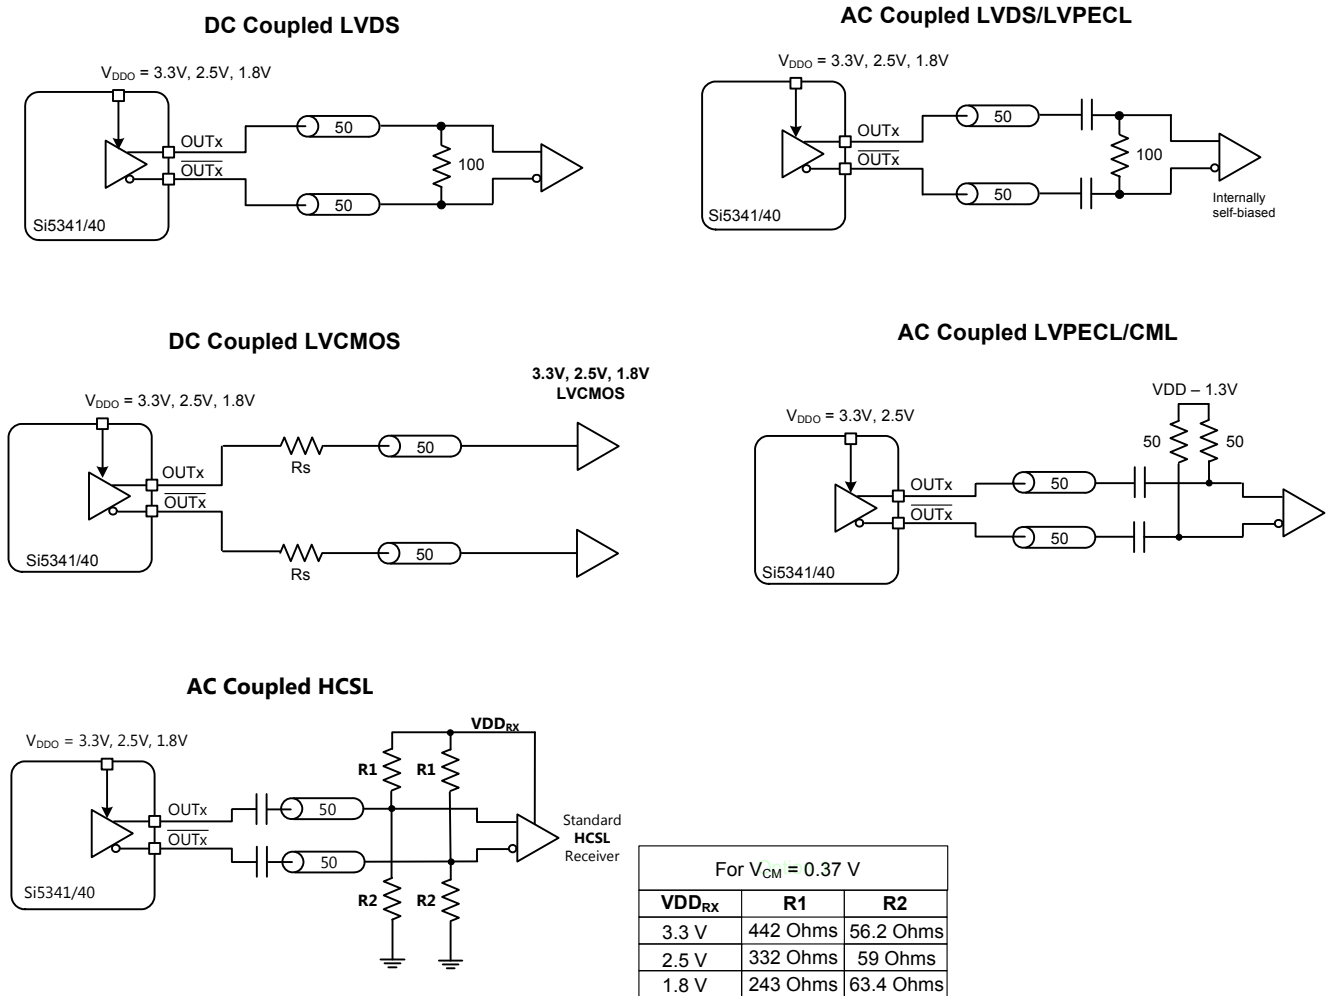 DC Coupled LVDS
VDDO = 3.3V, 2.5V, 1.8V
OUTx
OUTx
50
50
100
Si5341/40
AC Coupled LVDS/LVPECL
VDDO = 3.3V, 2.5V, 1.8V
OUTx
OUTx
50
50
100
Internally
self-biased
Si5341/40
DC Coupled LVCMOS
3.3V, 2.5V, 1.8V
LVCMOS
VDDO = 3.3V, 2.5V, 1.8V
OUTx
OUTx
Rs
50
Rs
50
Si5341/40
AC Coupled LVPECL/CML
VDD – 1.3V
VDDO = 3.3V, 2.5V
50
50
OUTx
OUTx
50
50
Si5341/40
AC Coupled HCSL
VDDRX
VDDO = 3.3V, 2.5V, 1.8V
R1
R1
OUTx
OUTx
50
50
Standard
HCSL
Receiver
R2
R2
Si5341/40
For VCM = 0.37 V
VDDRX R1 R2
3.3 V 442 Ohms 56.2 Ohms
2.5 V 332 Ohms 59 Ohms
1.8 V 243 Ohms 63.4 Ohms